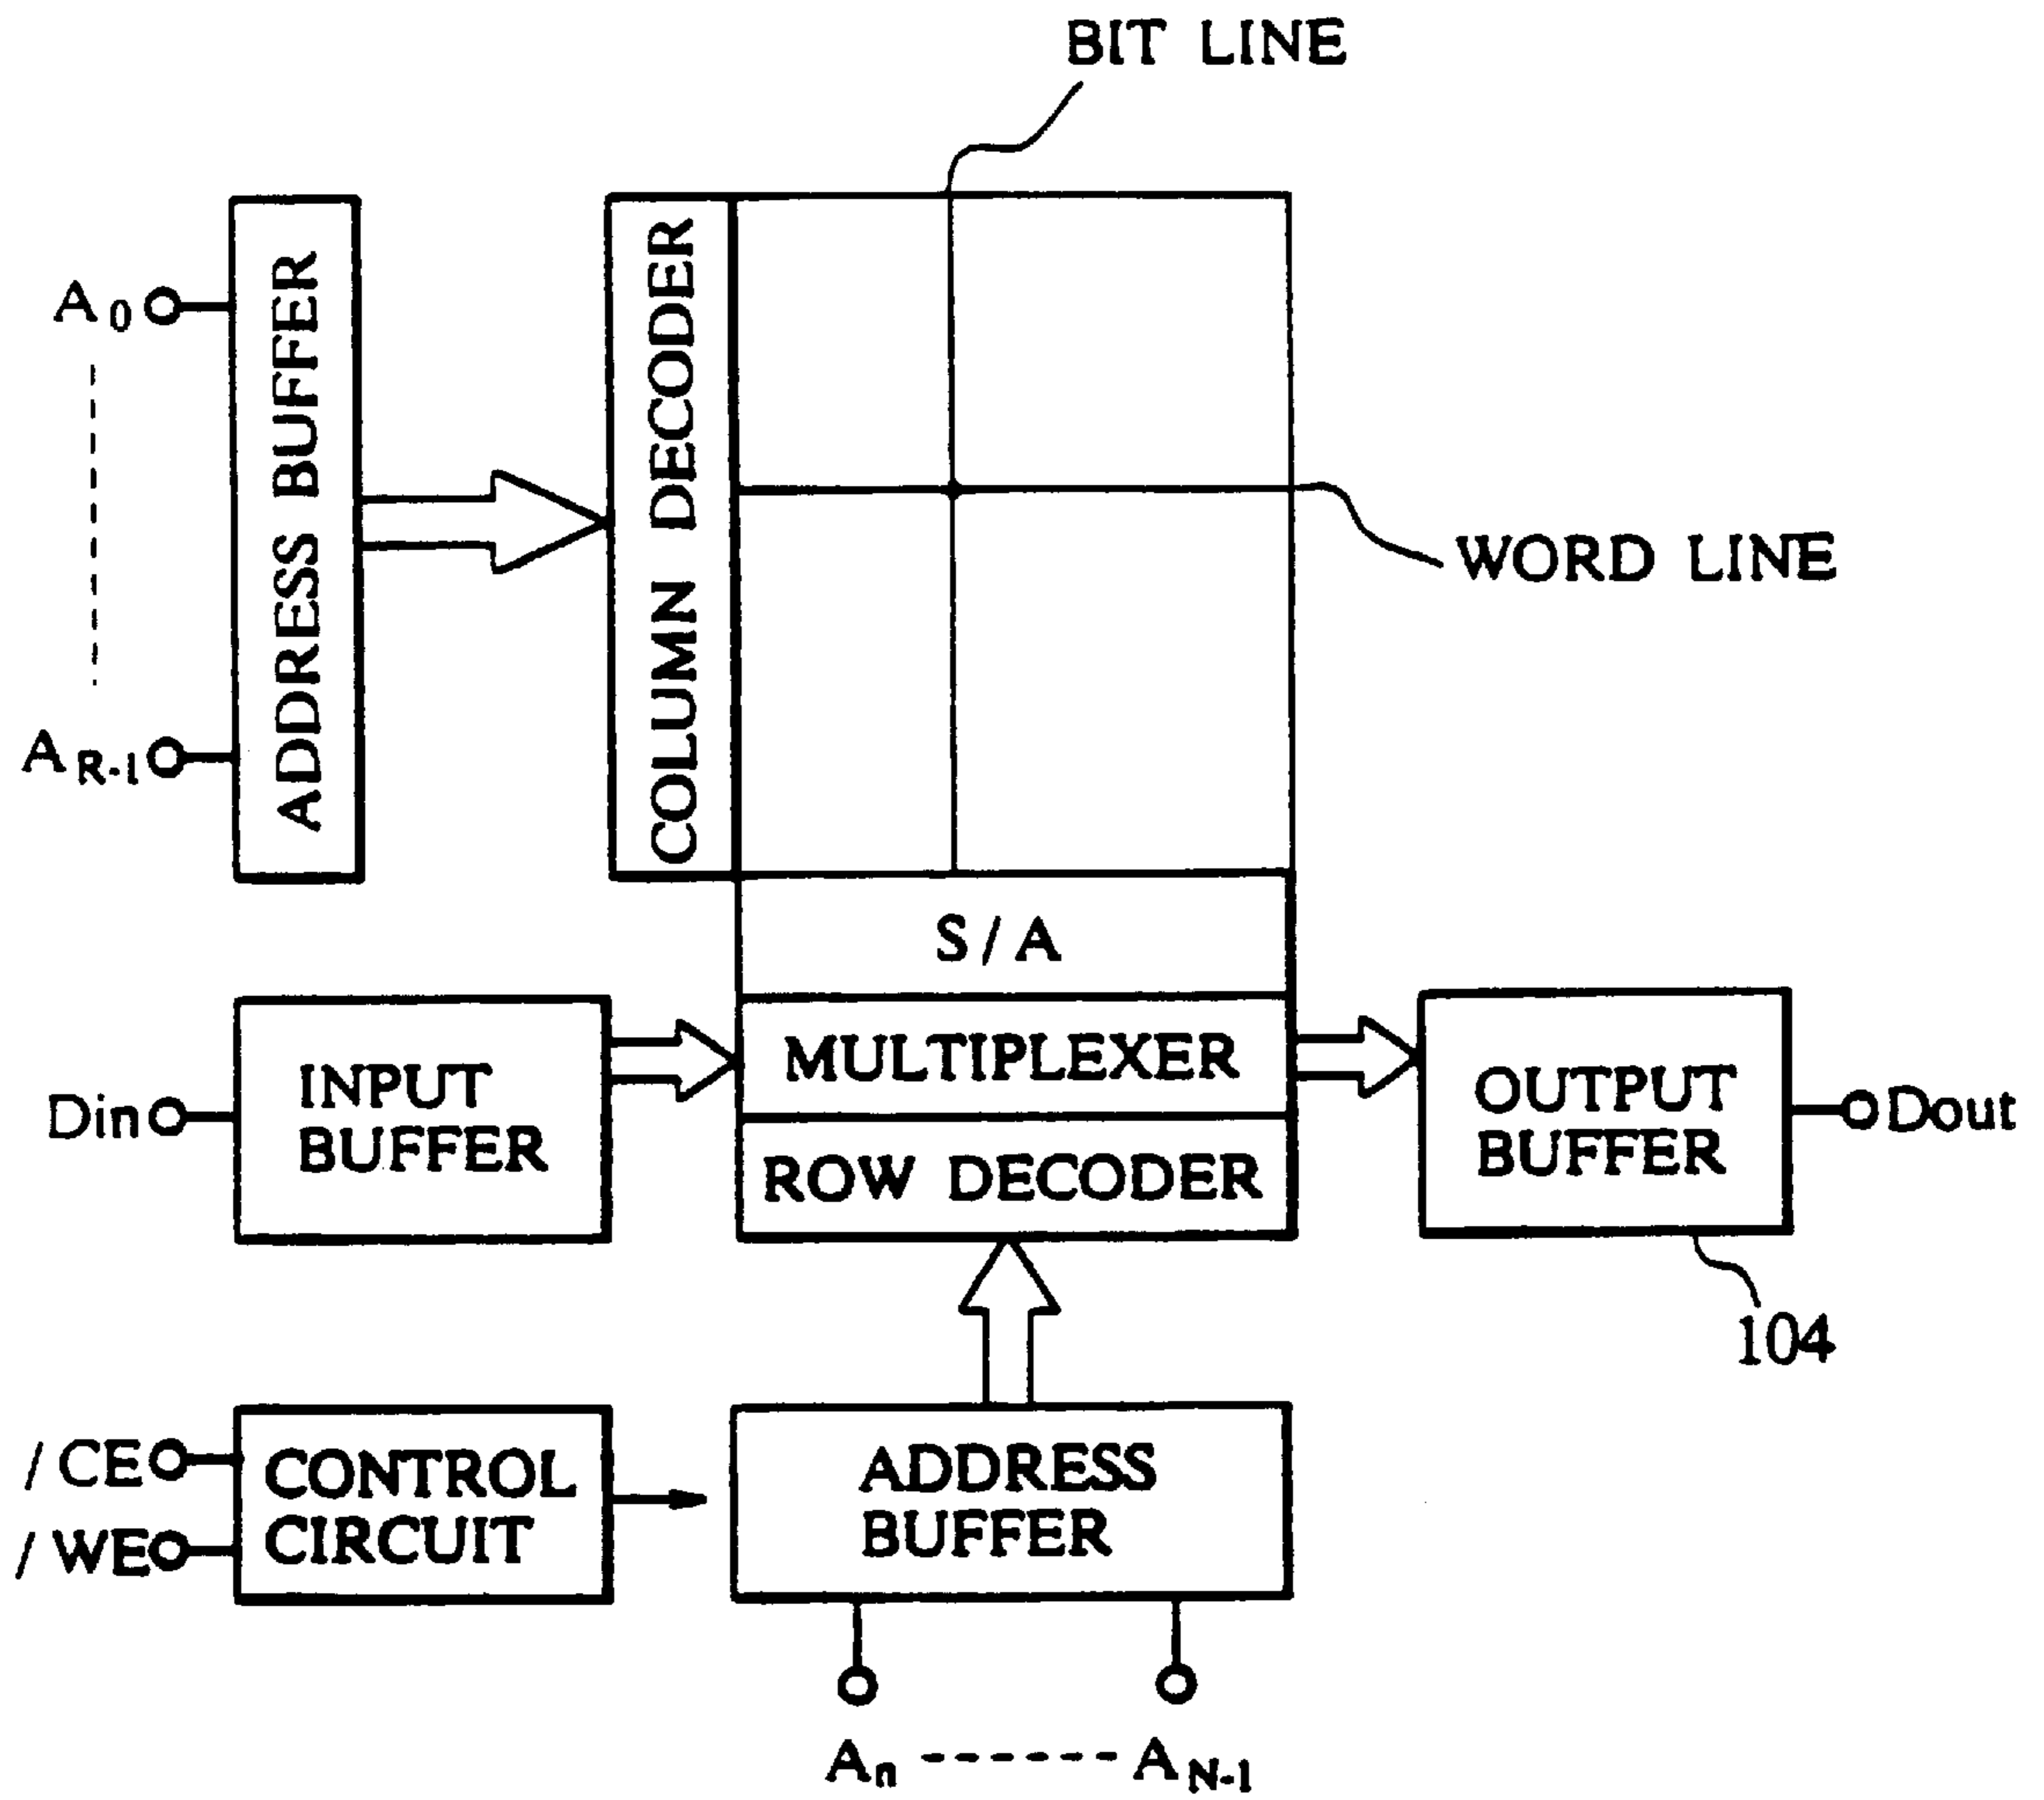 BIT LINE
A0
ADDRESS BUFFER
COLUMN DECODER
WORD LINE
AR-1
S/A
INPUT
BUFFER
MULTIPLEXER
OUTPUT
BUFFER
Din
Dout
ROW DECODER
104
/CE
/WE
CONTROL
CIRCUIT
ADDRESS
BUFFER
An ------- AN-1